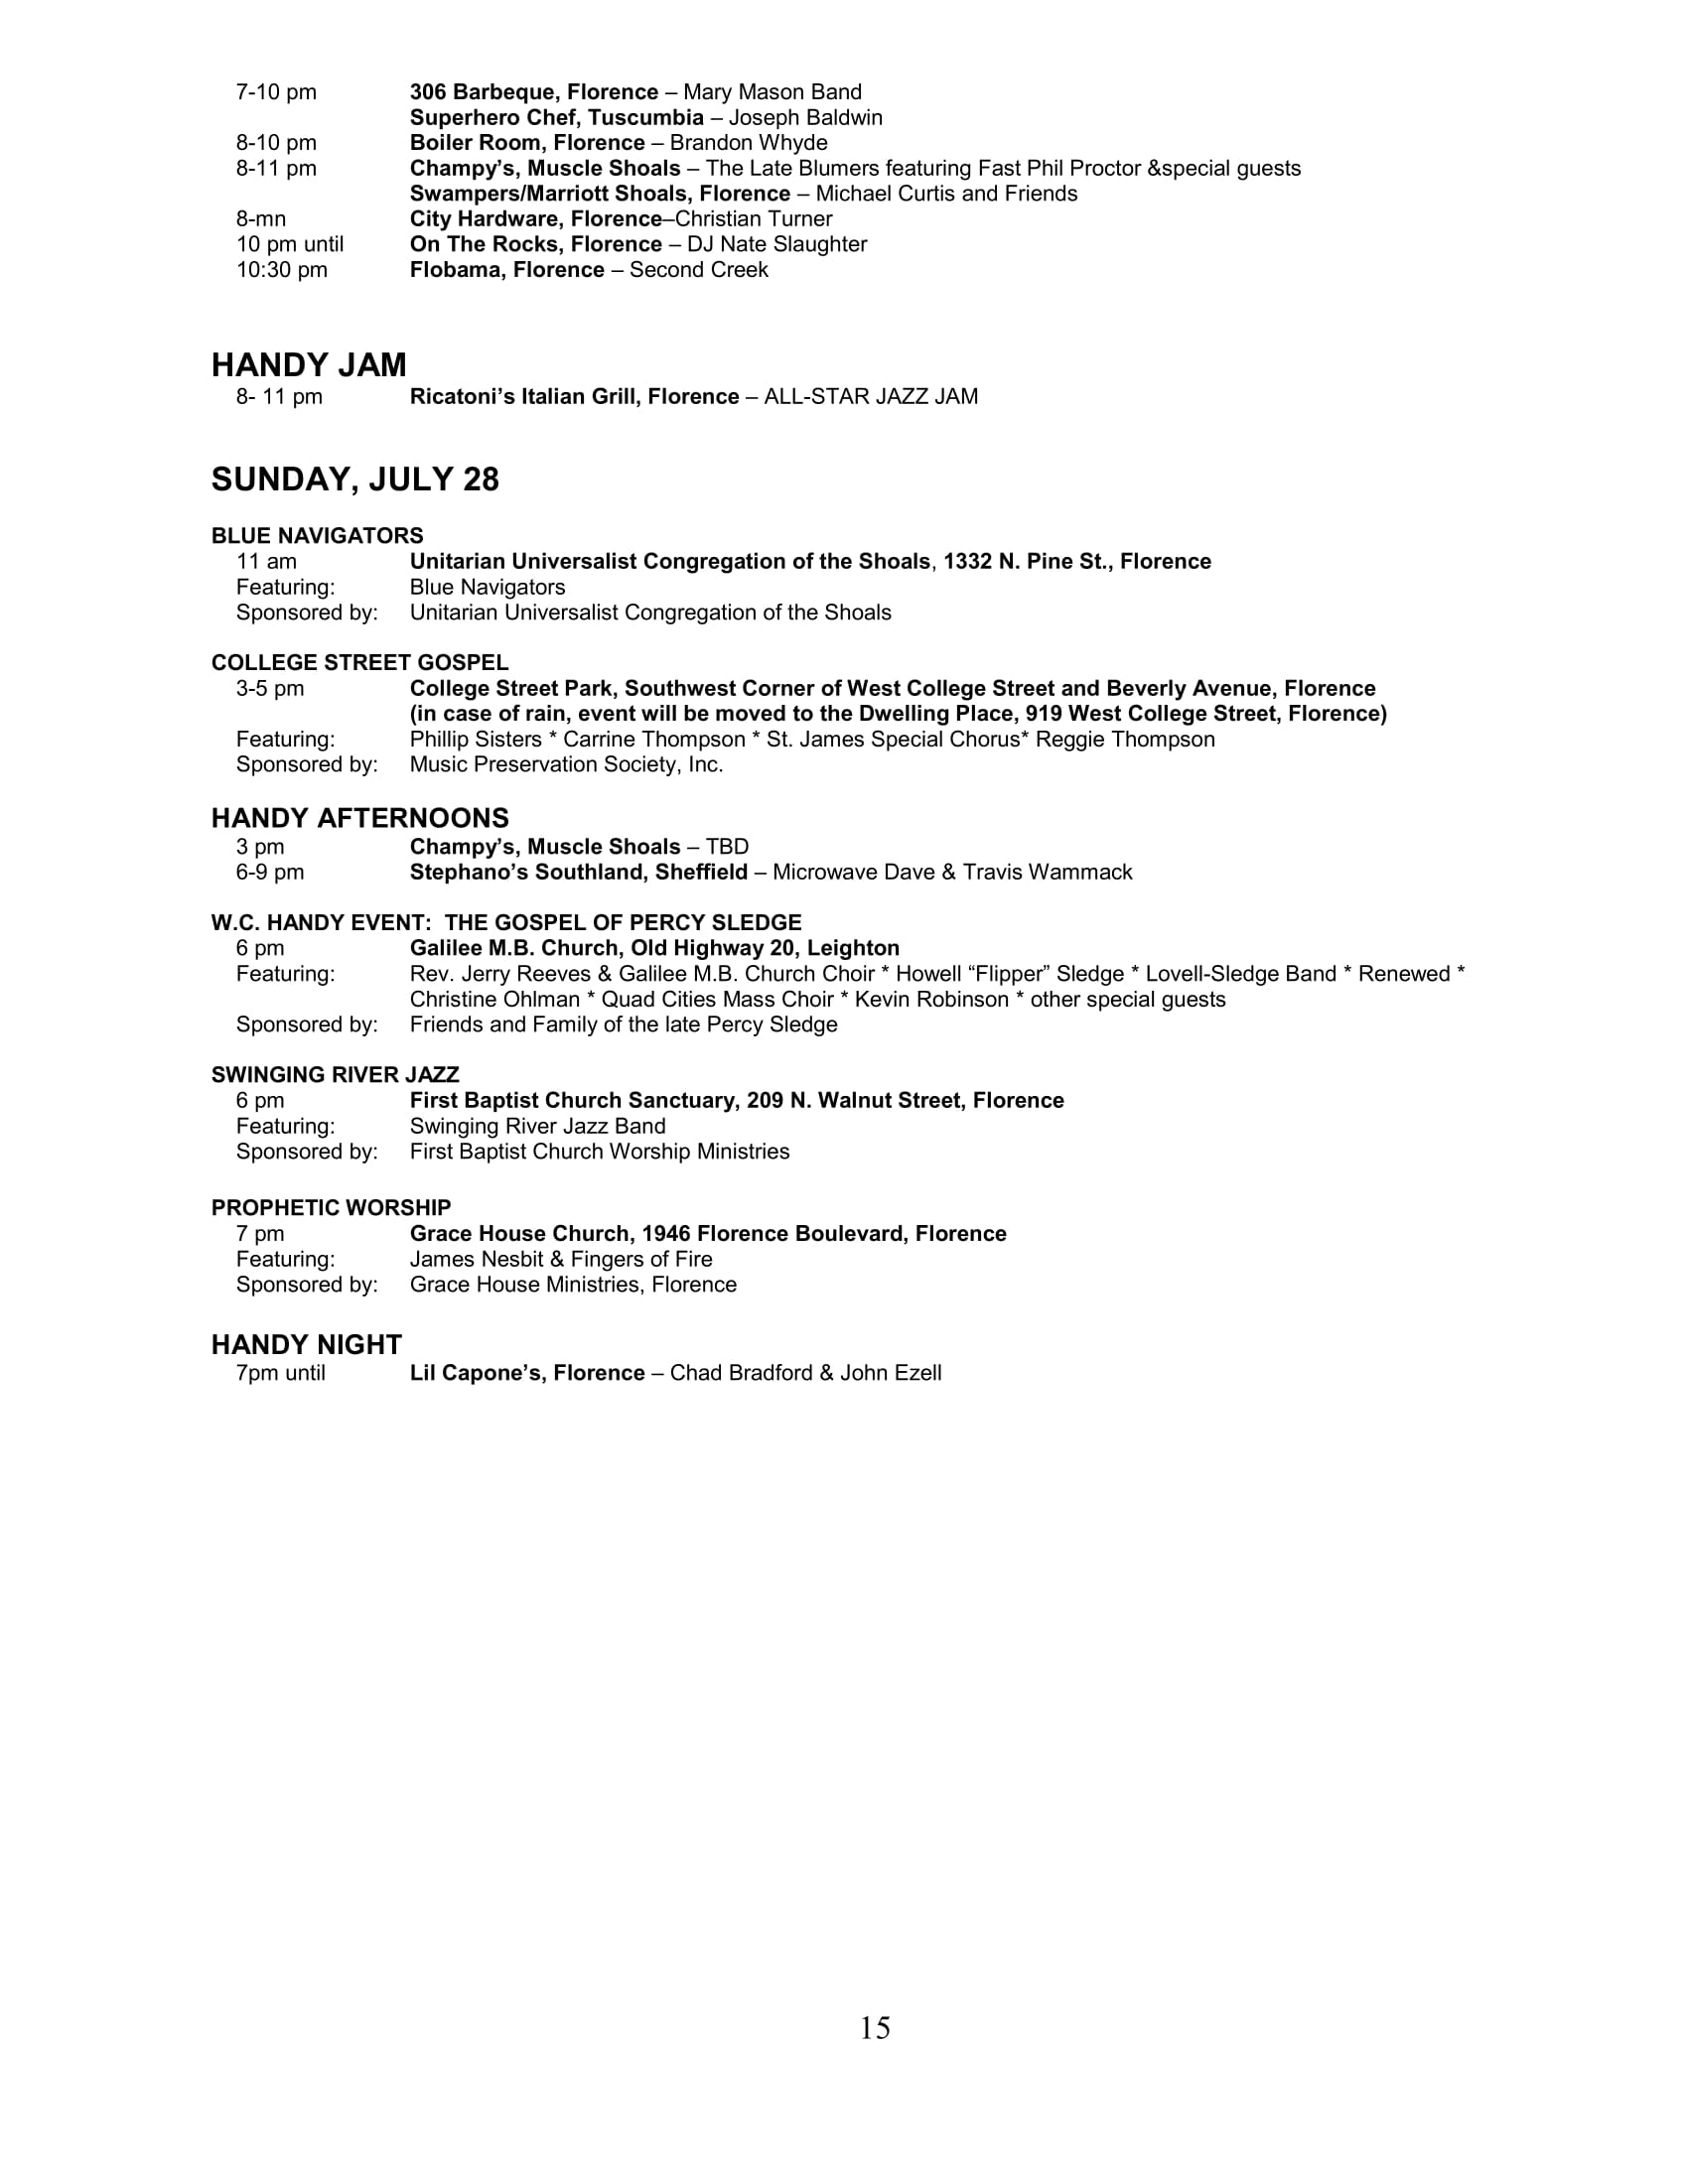 7-10 pm 306 Barbeque, Florence – Mary Mason Band
Superhero Chef, Tuscumbia – Joseph Baldwin
8-10 pm Boiler Room, Florence – Brandon Whyde
8-11 pm Champy’s, Muscle Shoals – The Late Blumers featuring Fast Phil Proctor &special guests
Swampers/Marriott Shoals, Florence – Michael Curtis and Friends
8-mn City Hardware, Florence–Christian Turner
10 pm until On The Rocks, Florence – DJ Nate Slaughter
10:30 pm Flobama, Florence – Second Creek
HANDY JAM
8- 11 pm Ricatoni’s Italian Grill, Florence – ALL-STAR JAZZ JAM
SUNDAY, JULY 28
BLUE NAVIGATORS
11 am Unitarian Universalist Congregation of the Shoals, 1332 N. Pine St., Florence
Featuring: Blue Navigators
Sponsored by: Unitarian Universalist Congregation of the Shoals
COLLEGE STREET GOSPEL
3-5 pm College Street Park, Southwest Corner of West College Street and Beverly Avenue, Florence
(in case of rain, event will be moved to the Dwelling Place, 919 West College Street, Florence)
Featuring: Phillip Sisters * Carrine Thompson * St. James Special Chorus* Reggie Thompson
Sponsored by: Music Preservation Society, Inc.
HANDY AFTERNOONS
3 pm Champy’s, Muscle Shoals – TBD
6-9 pm Stephano’s Southland, Sheffield – Microwave Dave & Travis Wammack
W.C. HANDY EVENT:  THE GOSPEL OF PERCY SLEDGE
6 pm Galilee M.B. Church, Old Highway 20, Leighton
Featuring: Rev. Jerry Reeves & Galilee M.B. Church Choir * Howell “Flipper” Sledge * Lovell-Sledge Band * Renewed *
Christine Ohlman * Quad Cities Mass Choir * Kevin Robinson * other special guests
Sponsored by: Friends and Family of the late Percy Sledge
SWINGING RIVER JAZZ
6 pm First Baptist Church Sanctuary, 209 N. Walnut Street, Florence
Featuring: Swinging River Jazz Band
Sponsored by: First Baptist Church Worship Ministries
PROPHETIC WORSHIP
7 pm Grace House Church, 1946 Florence Boulevard, Florence
Featuring: James Nesbit & Fingers of Fire
Sponsored by: Grace House Ministries, Florence
HANDY NIGHT
7pm until Lil Capone’s, Florence – Chad Bradford & John Ezell
15